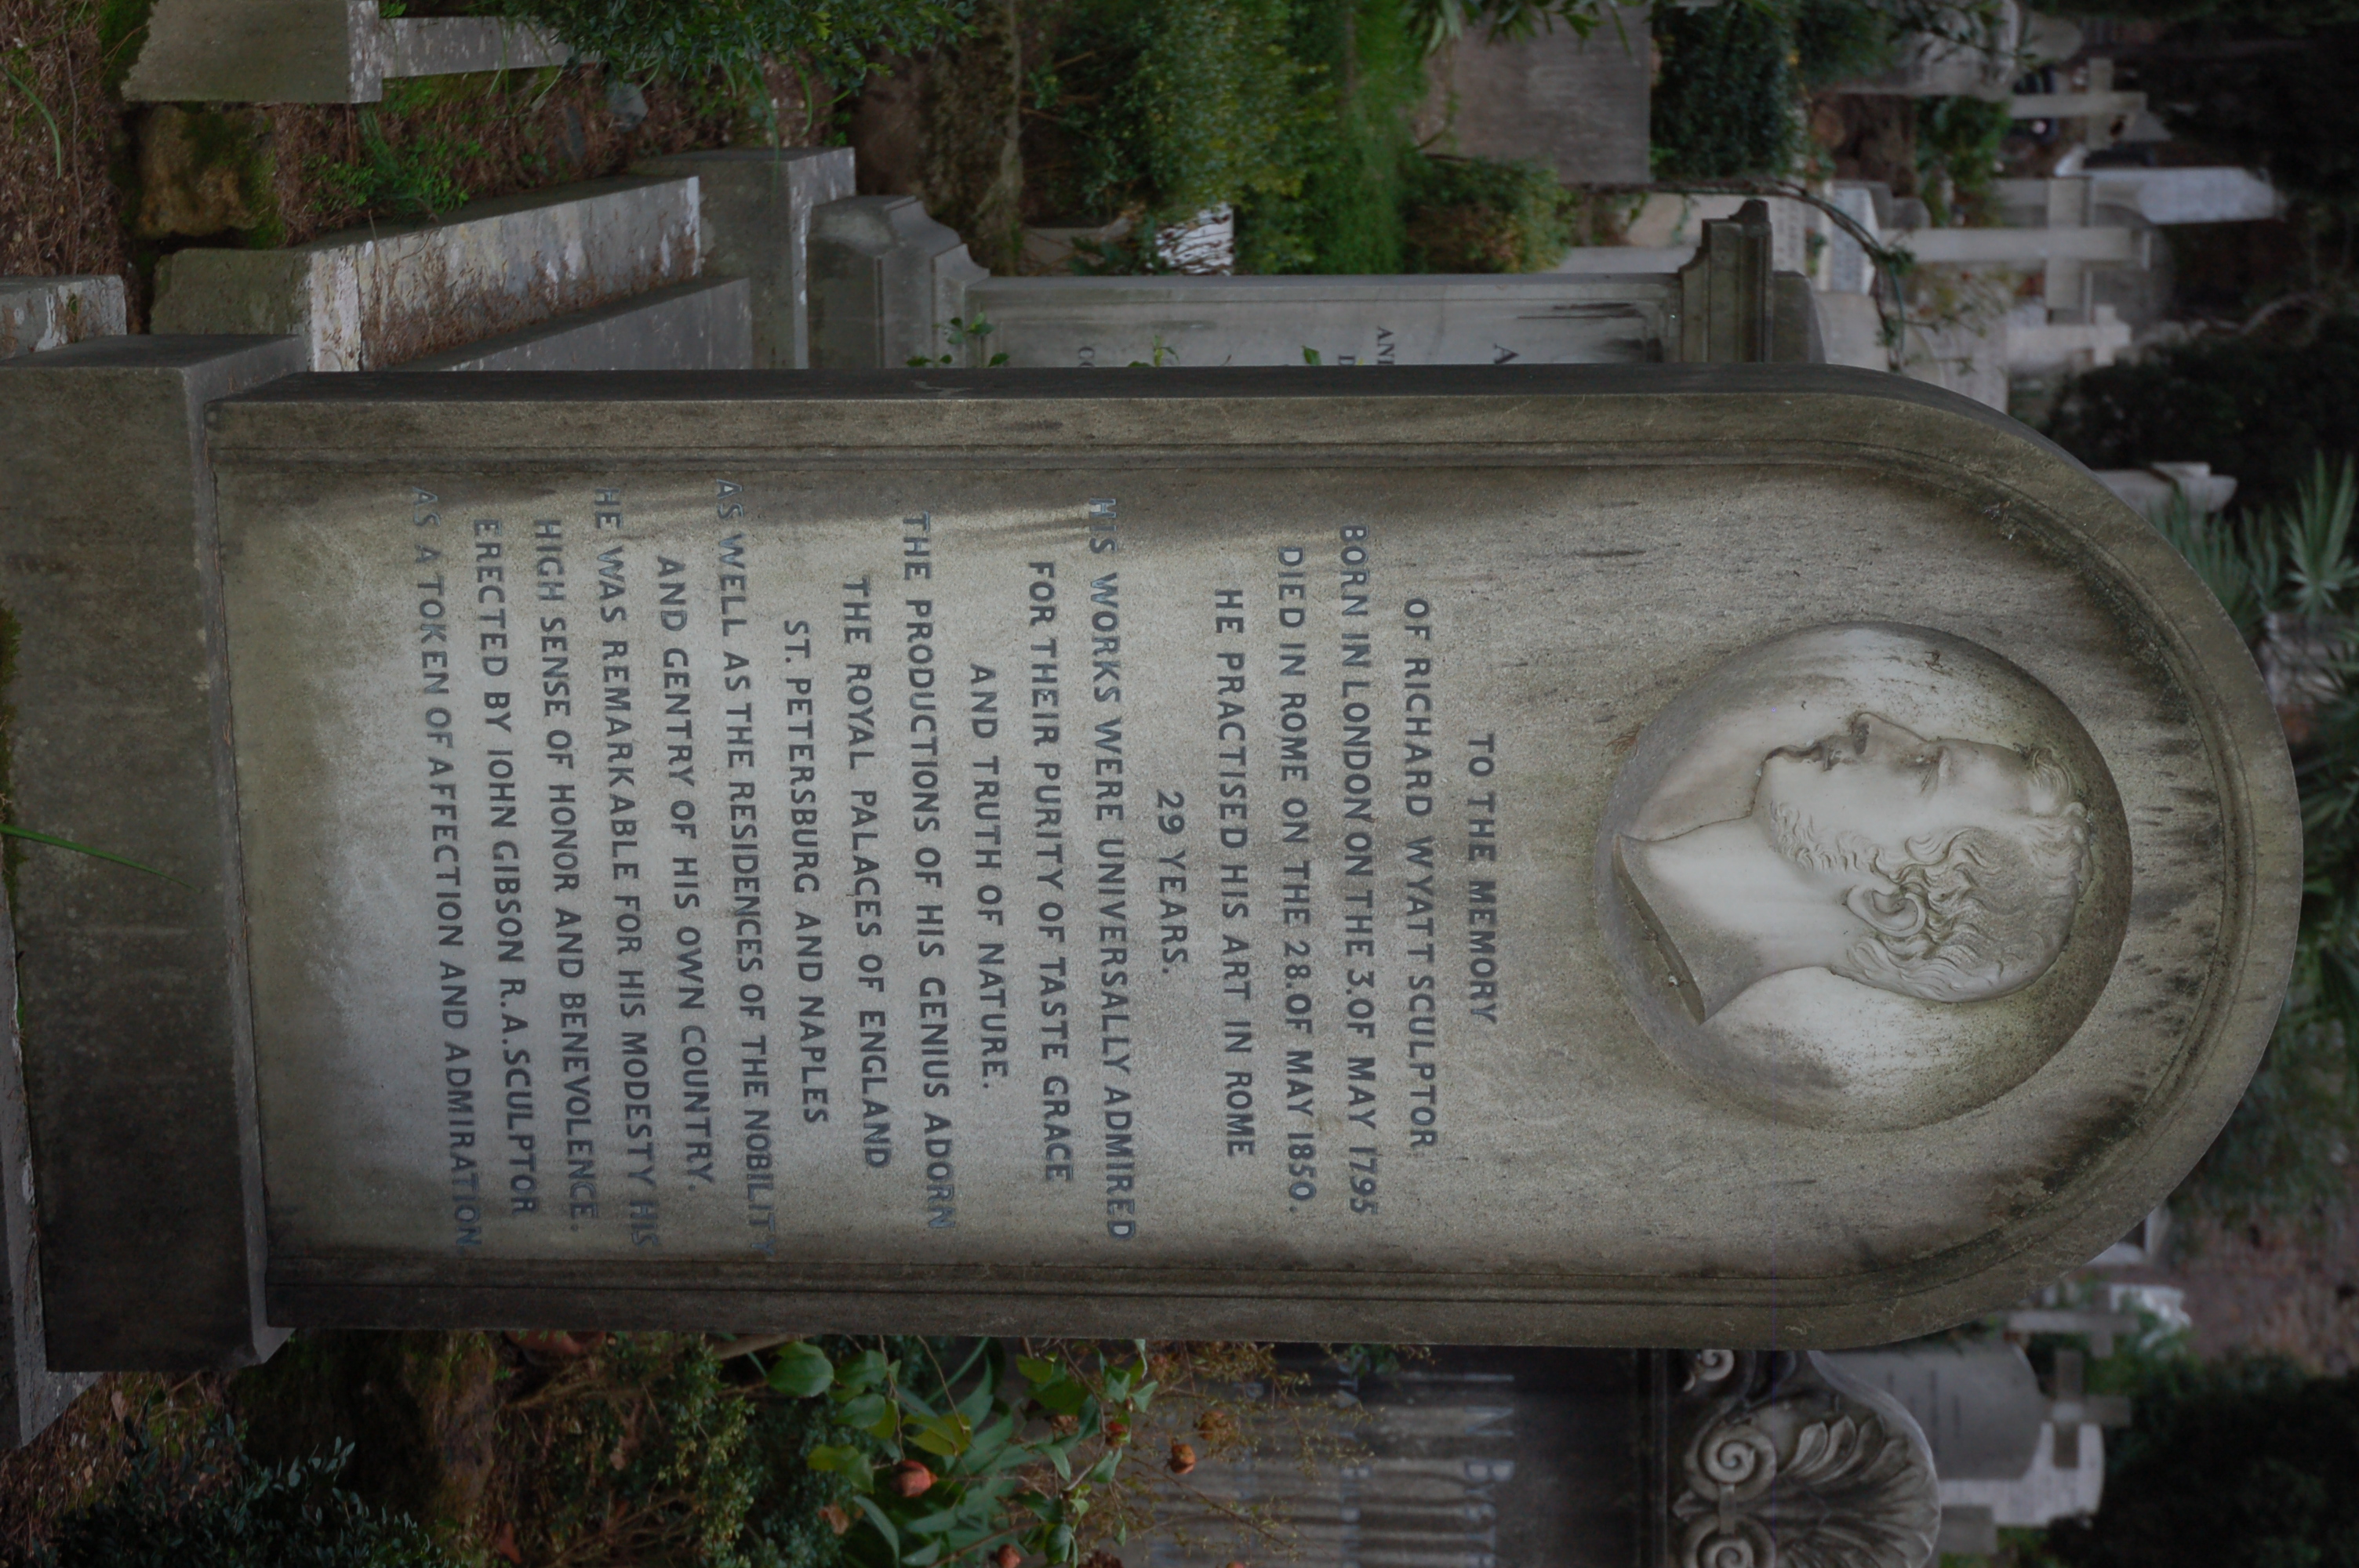 TO THE MEMORY
OF RICHARD WYATT SCULPTOR
BORN IN LONDON ON THE 3.OF MAY 1795
DIED IN ROME ON THE 28.OF MAY 1850.
HE PRACTISED HIS ART IN ROME
29 YEARS.
HIS WORKS WERE UNIVERSALLY ADMIRED
FOR THEIR PURITY OF TASTE GRACE
AND TRUTH OF NATURE.
THE PRODUCTIONS OF HIS GENIUS ADORN
THE ROYAL PALACES OF ENGLAND
ST. PETERSBURG AND NAPLES
AS WELL AS THE RESIDENCES OF THE NOBILITY
AND GENTRY OF HIS OWN COUNTRY.
HE WAS REMARKABLE FOR HIS MODESTY HIS
HIGH SENSE OF HONOR AND BENEVOLENCE.
ERECTED BY IOHN GIBSON R.A.SCULPTOR
AS A TOKEN OF AFFECTION AND ADMIRATION.